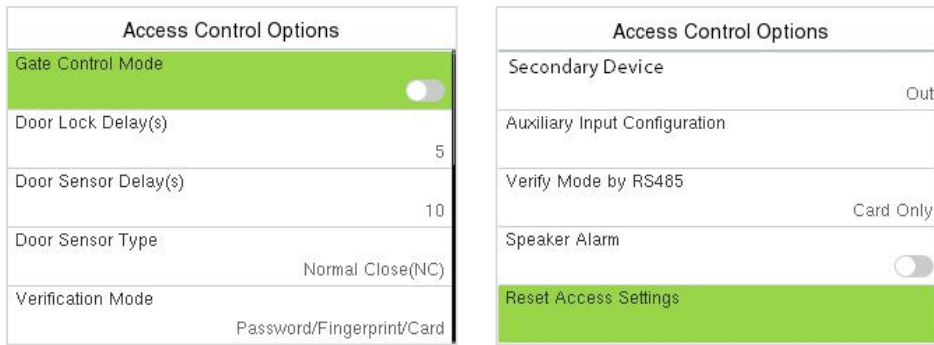 Access Control Options
Gate Control Mode
Door Lock Delay(s)
5
Door Sensor Delay(s)
10
Door Sensor Type
Normal Close(NC)
Verification Mode
Password/Fingerprint/Card
Access Control Options
Secondary Device
Out
Auxiliary Input Configuration
Verify Mode by RS485
Card Only
Speaker Alarm
Reset Access Settings